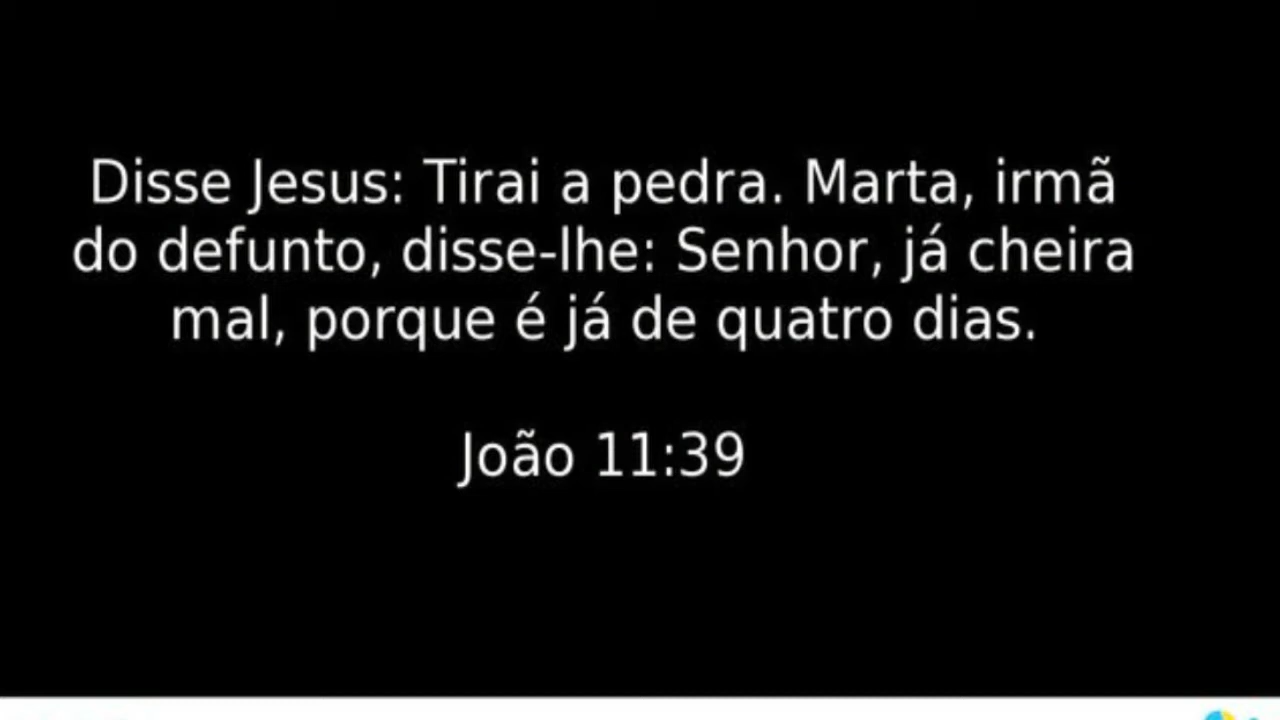 Disse Jesus: Tirai a pedra. Marta, irmã
do defunto, disse-lhe: Senhor, já cheira
mal, porque é já de quatro dias.
João 11:39